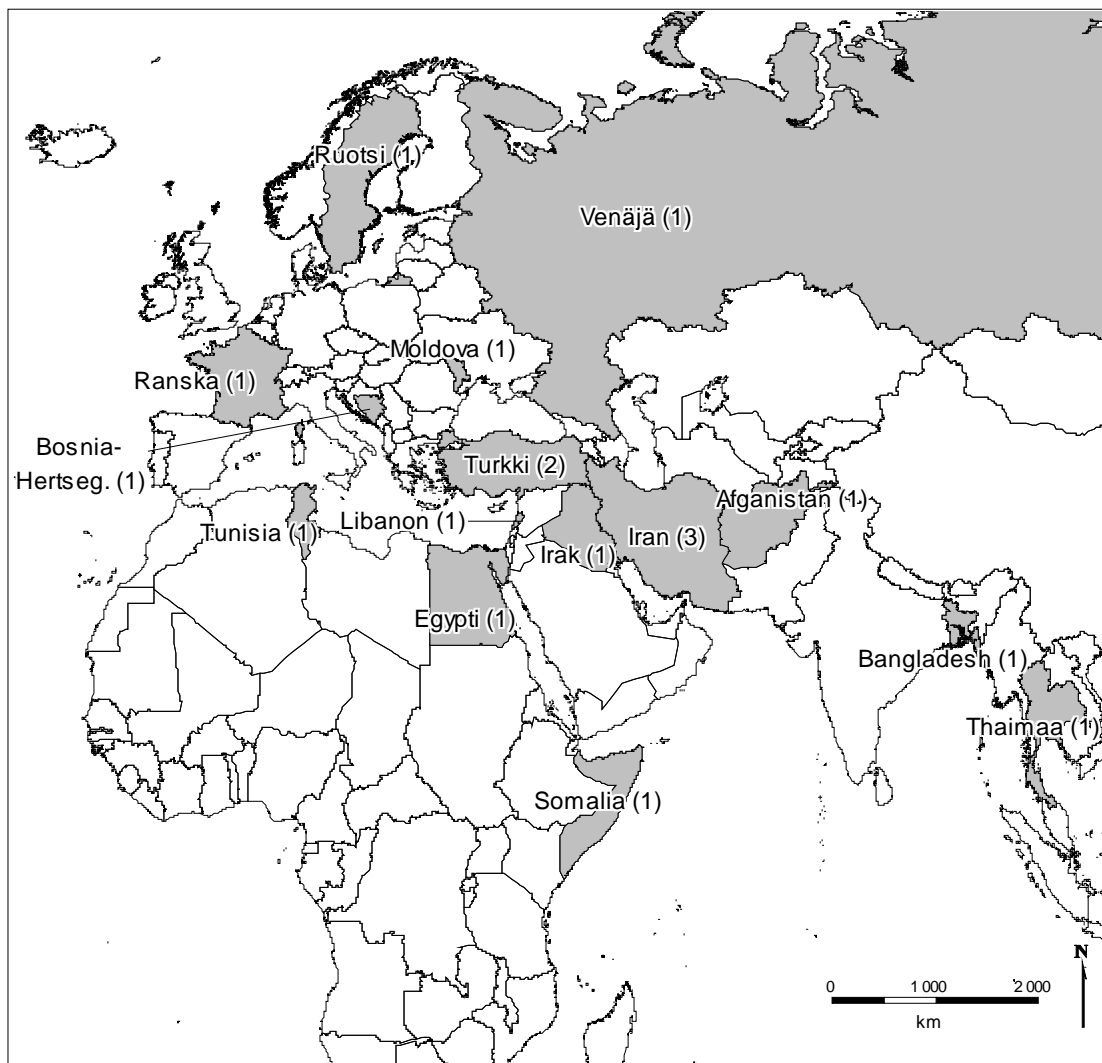 Ruotsi (1)
Venäjä (1)
Moldova (1)
Ranska (1)
Bosnia-
Hertseg. (1)
Turkki (2)
Afganistan (1)
Libanon (1)
Tunisia (1)
Irak (1)
Iran (3)
Egypti (1)
Bangladesh (1)
Thaimaa (1)
Somalia (1)
N
0 1 000 2 000
km